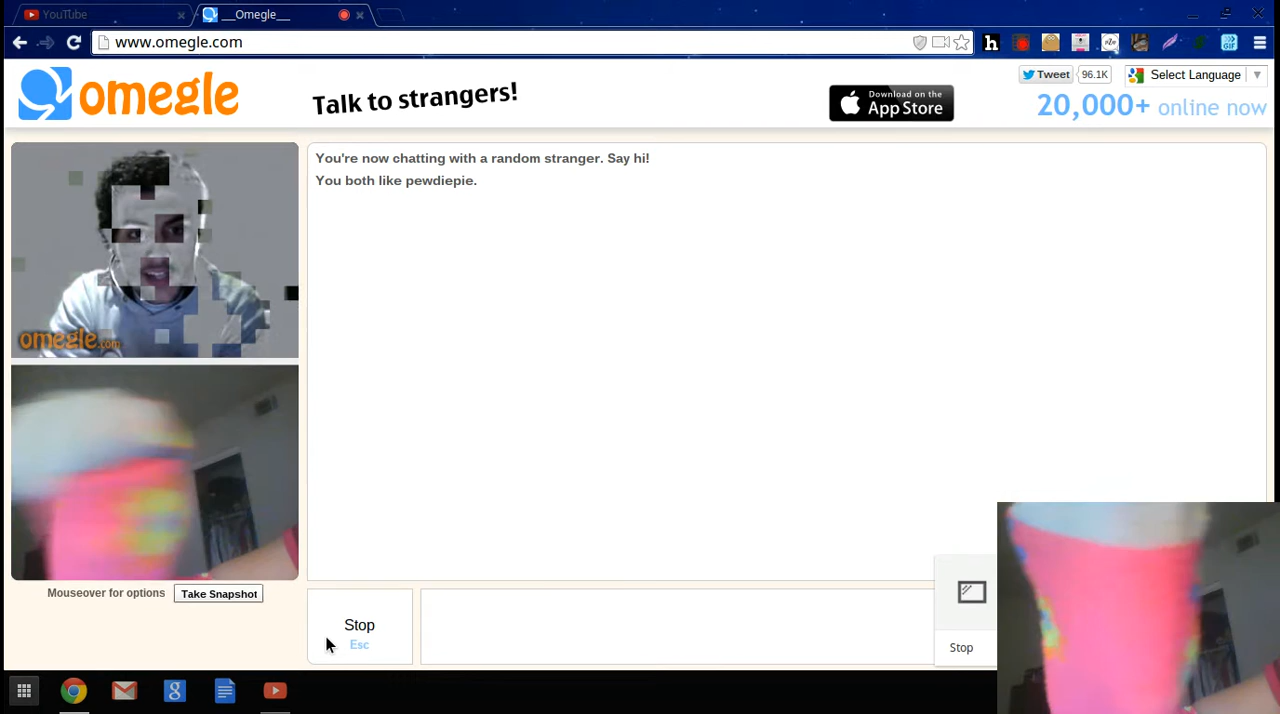 YouTube
__Omegle__
www.omegle.com
omegle
Talk to strangers!
Download on the
App Store
Tweet
96.1K
Select Language
20,000+ online now
You're now chatting with a random stranger. Say hi!
You both like pewdiepie.
omegle.com
Mouseover for options
Take Snapshot
Stop
Esc
Stop
h
GIF
g